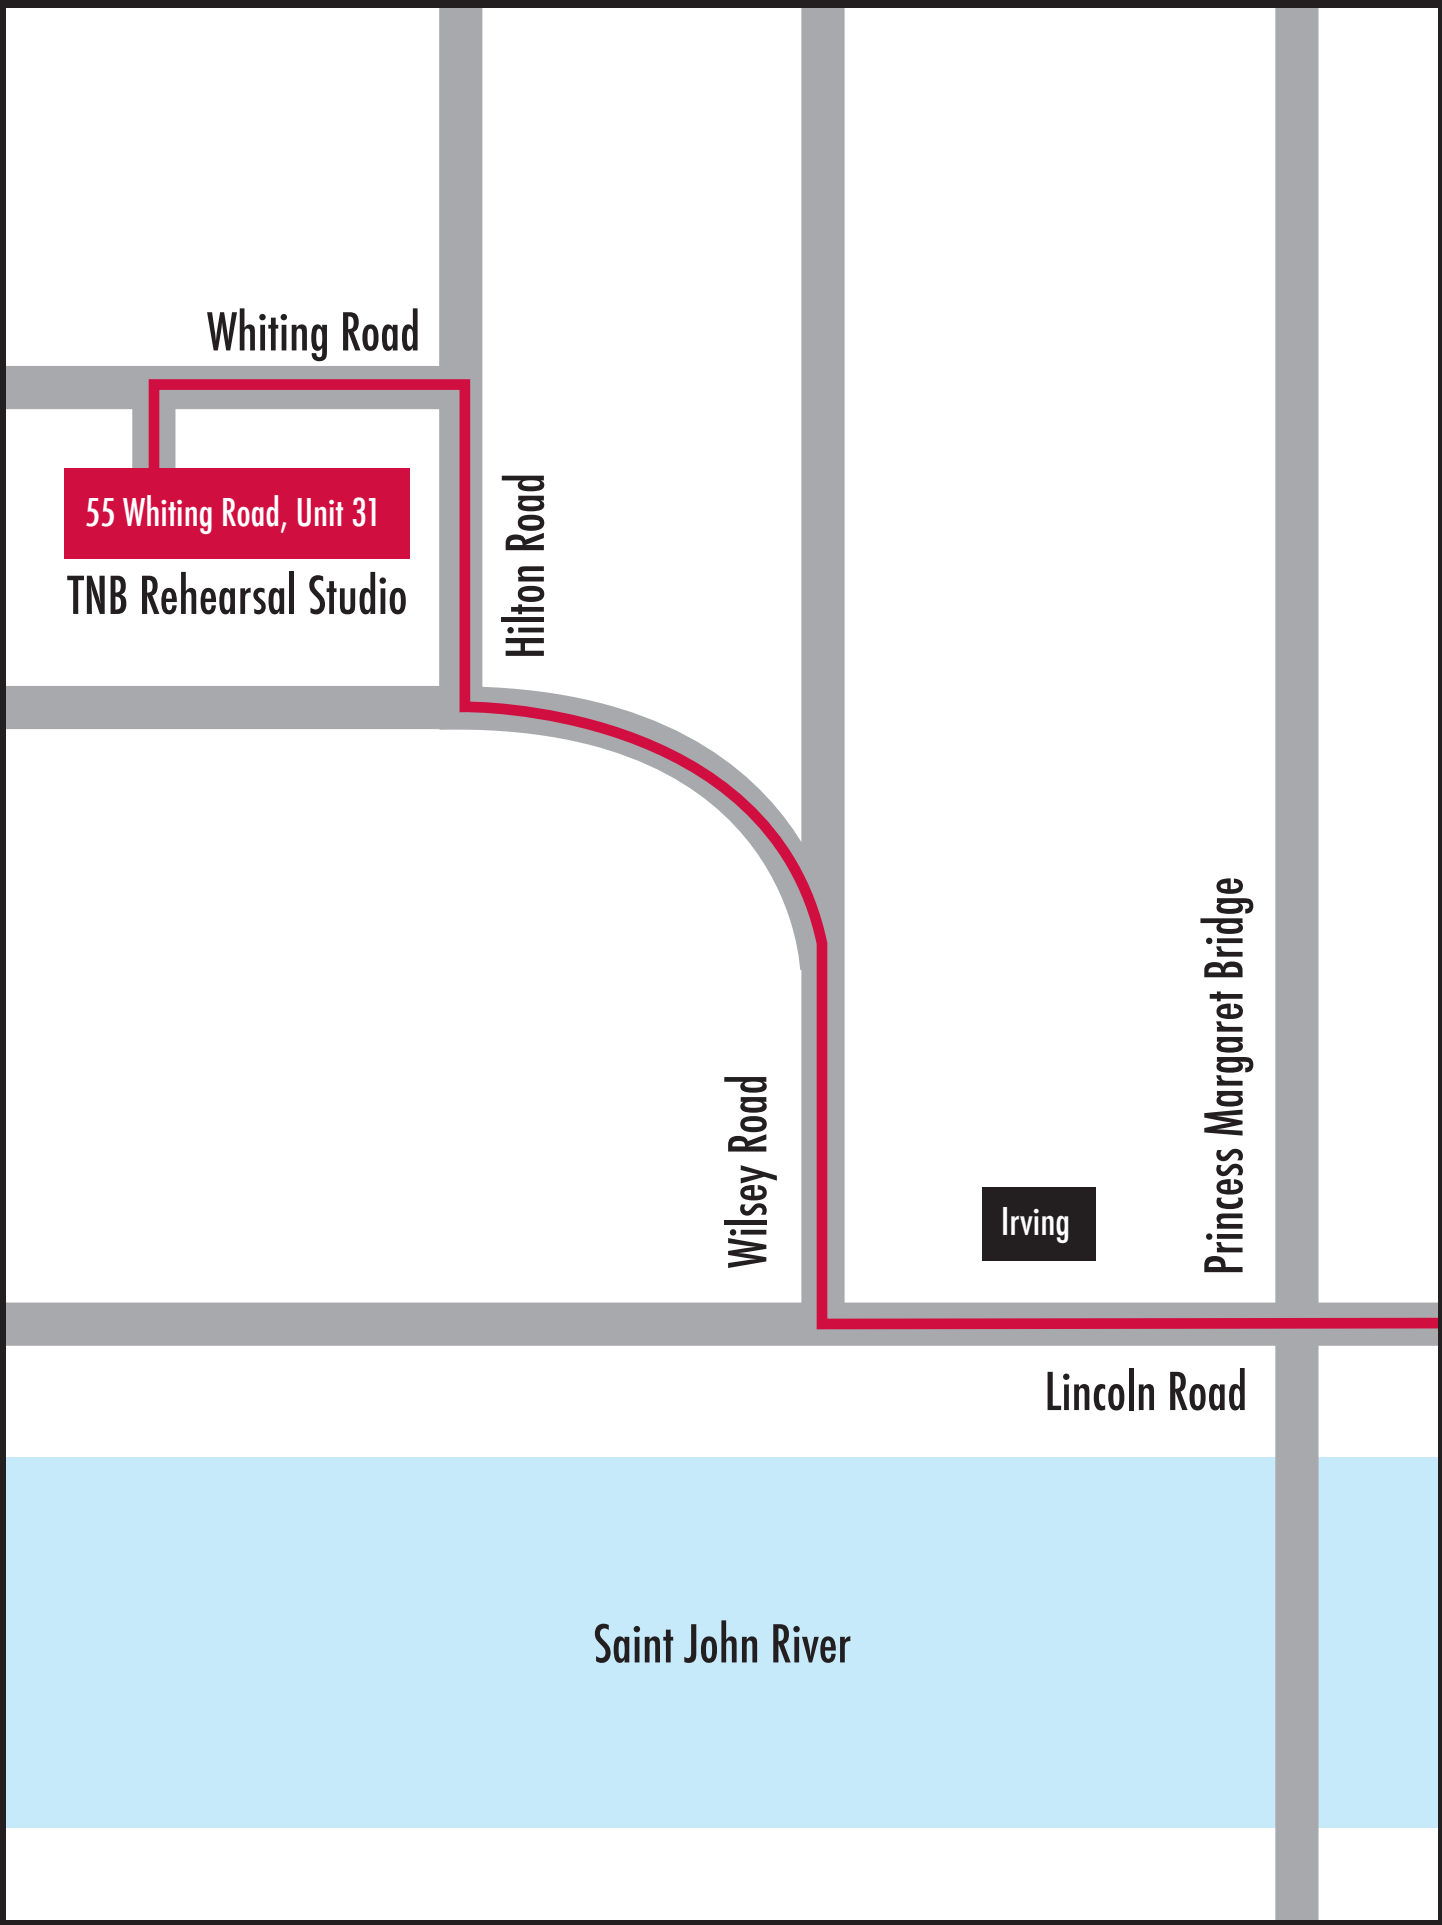 Whiting Road
55 Whiting Road, Unit 31
TNB Rehearsal Studio
Hilton Road
Wilsey Road
Irving
Princess Margaret Bridge
Lincoln Road
Saint John River